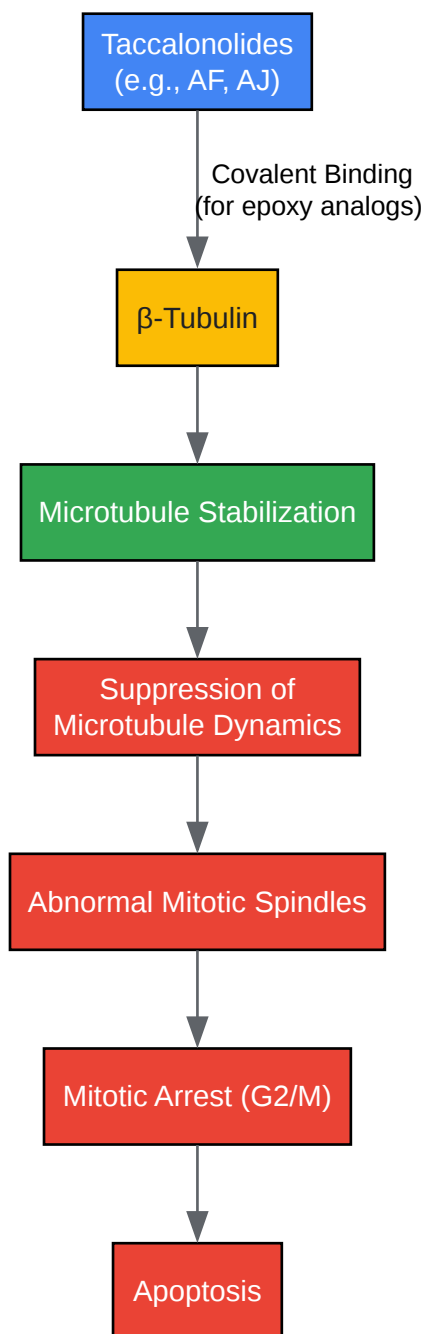 Taccalonolides
(e.g., AF, AJ)
Covalent Binding
(for epoxy analogs)
β-Tubulin
Microtubule Stabilization
Suppression of
Microtubule Dynamics
Abnormal Mitotic Spindles
Mitotic Arrest (G2/M)
Apoptosis